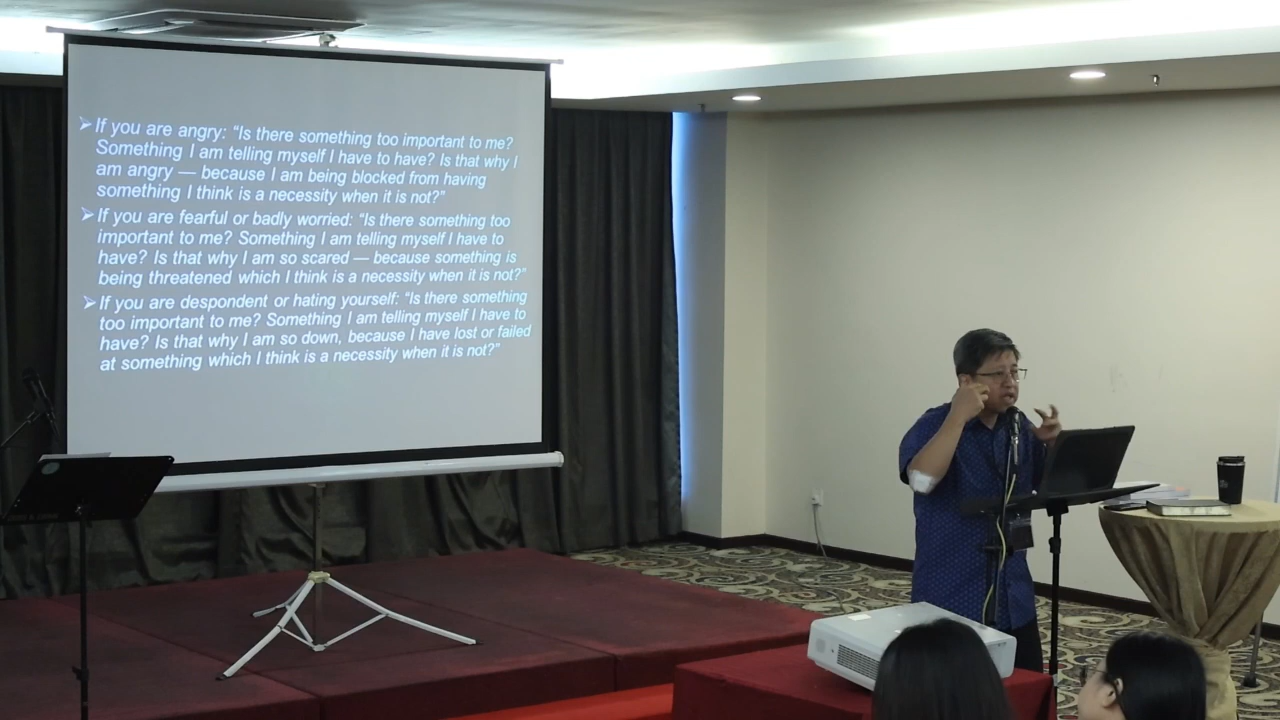 ➢ If you are angry: “Is there something too important to me?
Something I am telling myself I have to have? Is that why I
am angry — because I am being blocked from having
something I think is a necessity when it is not?”
➢ If you are fearful or badly worried: “Is there something too
important to me? Something I am telling myself I have to
have? Is that why I am so scared — because something is
being threatened which I think is a necessity when it is not?”
➢ If you are despondent or hating yourself: “Is there something
too important to me? Something I am telling myself I have to
have? Is that why I am so down, because I have lost or failed
at something which I think is a necessity when it is not?”